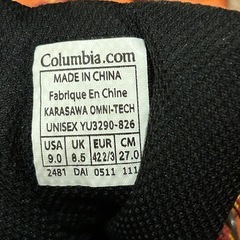 Columbia.com
MADE IN CHINA
Fabrique En Chine
KARASAWA OMNI-TECH
UNISEX YU3290-826
USA UK EUR CM
9.0 8.5 42 2/3 27.0
2481 DAI 0511 111